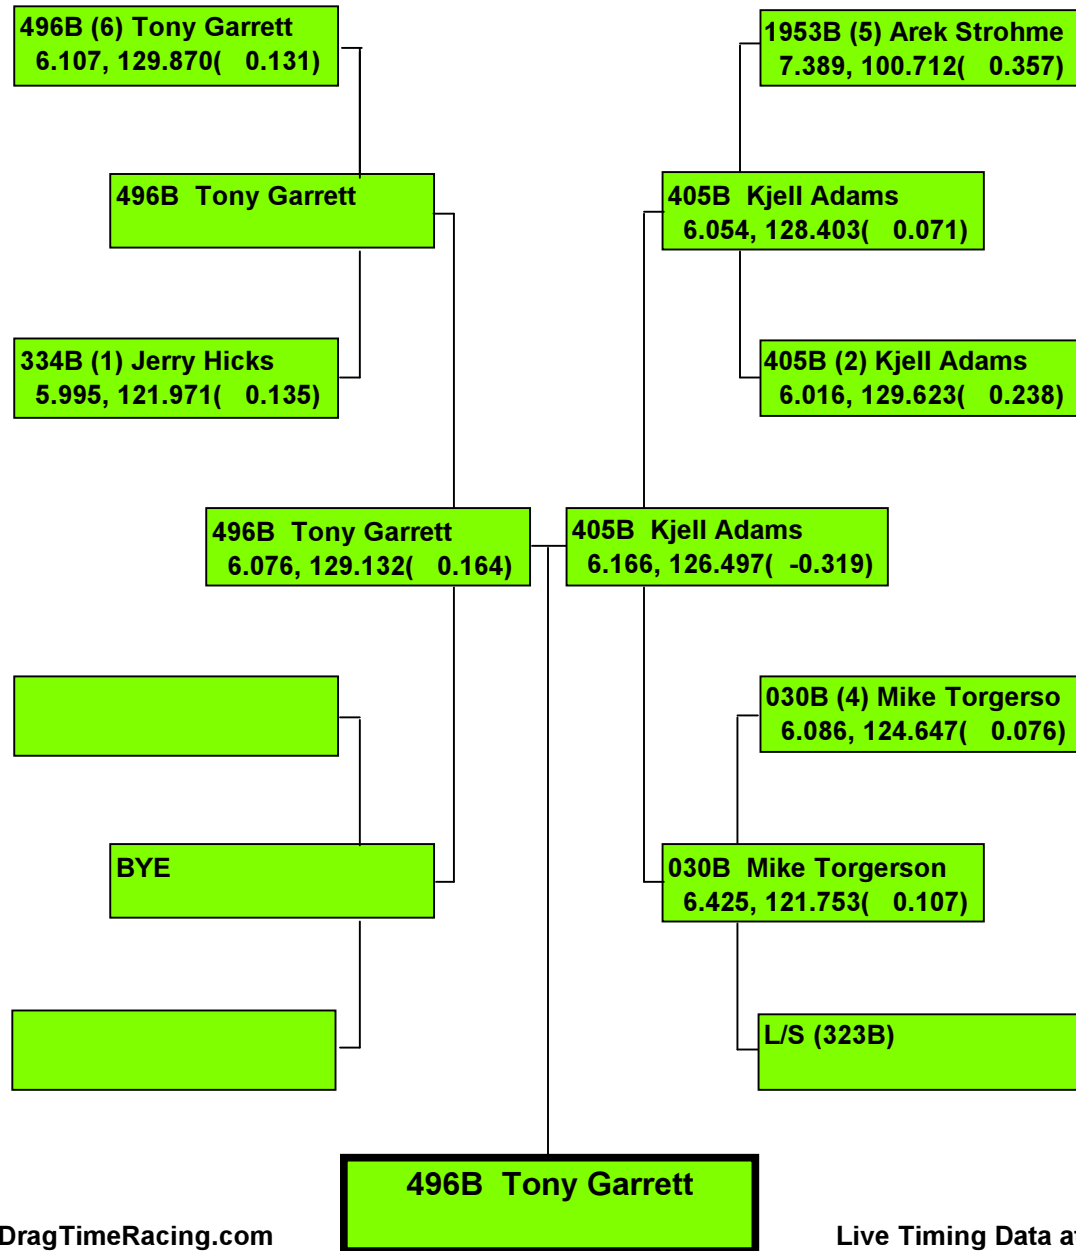 496B (6) Tony Garrett
6.107, 129.870( 0.131)
1953B (5) Arek Strohme
7.389, 100.712( 0.357)
496B Tony Garrett
405B Kjell Adams
6.054, 128.403( 0.071)
334B (1) Jerry Hicks
5.995, 121.971( 0.135)
405B (2) Kjell Adams
6.016, 129.623( 0.238)
496B Tony Garrett
6.076, 129.132( 0.164)
405B Kjell Adams
6.166, 126.497( -0.319)
030B (4) Mike Torgerso
6.086, 124.647( 0.076)
BYE
030B Mike Torgerson
6.425, 121.753( 0.107)
L/S (323B)
496B Tony Garrett
DragTimeRacing.com
Live Timing Data at